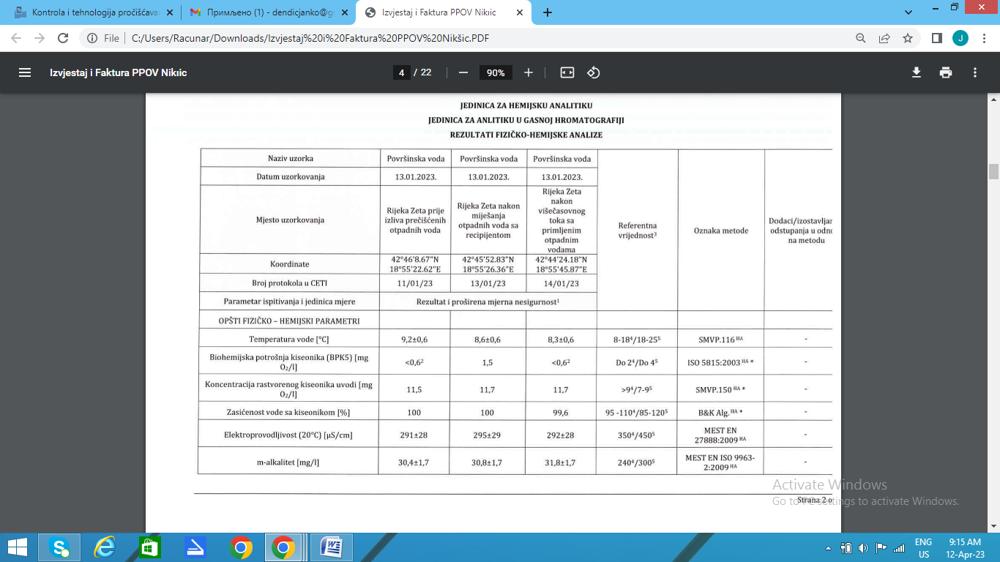 Kontrola i tehnologija pročišćava
Примљено (1) - dendicjanko@g
Izvjestaj i Faktura PPOV Nikiic
File
C:/Users/Racunar/Downloads/Izvjestaj%20i%20Faktura%20PPOV%20Nikšic.PDF
J
Izvjestaj i Faktura PPOV Nikiic
4 / 22
90%
JEDINICA ZA HEMIJSKU ANALITIKU
JEDINICA ZA ANLITIKU U GASNOJ HROMATOGRAFIJI
REZULTATI FIZIČKO-HEMIJSKE ANALIZE
Naziv uzorka Površinska voda Površinska voda Površinska voda
Datum uzorkovanja 13.01.2023. 13.01.2023. 13.01.2023.
Mjesto uzorkovanja
Rijeka Zeta prije
izliva prečišćenih
otpadnih voda
Rijeka Zeta nakon
miješanja
otpadnih voda sa
recipijentom
Rijeka Zeta
nakon
višečasovnog
toka sa
primljenim
otpadnim
vodama
Referentna
vrijednost³
Oznaka metode
Dodaci/izostavljan
odstupanja u odno
na metodu
Koordinate
42°46'8.67"N
18°55'22.62"E
42°45'52.83"N
18°55'26.36"E
42°44'24.18"N
18°55'45.87"E
Broj protokola u CETI 11/01/23 13/01/23 14/01/23
Parametar ispitivanja i jedinica mjere Rezultat i proširena mjerna nesigurnost¹
OPŠTI FIZIČKO – HEMIJSKI PARAMETRI
Temperatura vode [°C] 9,2±0,6 8,6±0,6 8,3±0,6 8-18⁴/18-25⁵ SMVP.116 ᴴᴬ -
Biohemijska potrošnja kiseonika (BPK5) [mg
O₂/l]
<0,6² 1,5 <0,6² Do 2⁴/Do 4⁵ ISO 5815:2003 ᴴᴬ * -
Koncentracija rastvorenog kiseonika uvodi [mg
O₂/l]
11,5 11,7 11,7 >9⁴/7-9⁵ SMVP.150 ᴴᴬ * -
Zasićenost vode sa kiseonikom [%] 100 100 99,6 95 -110⁴/85-120⁵ B&K Alg.ᴴᴬ * -
Elektroprovodljivost (20°C) [µS/cm] 291±28 295±29 292±28 350⁴/450⁵
MEST EN
27888:2009 ᴴᴬ
-
m-alkalitet [mg/l] 30,4±1,7 30,8±1,7 31,8±1,7 240⁴/300⁵
MEST EN ISO 9963-
2:2009 ᴴᴬ
-
Strana 2 o
Activate Windows
Go to PC settings to activate Windows.
ENG
US
9:15 AM
12-Apr-23